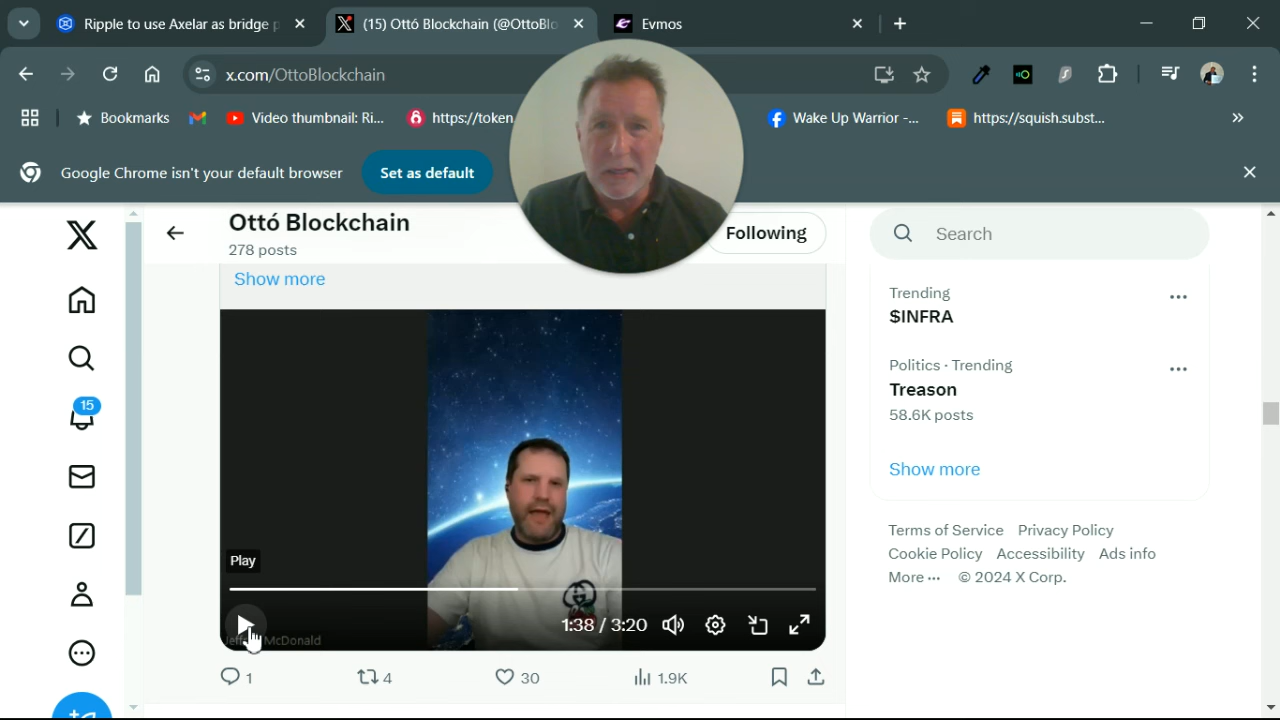 Ripple to use Axelar as bridge p
(15) Ottó Blockchain (@OttoBlo
Evmos
x.com/OttoBlockchain
Bookmarks
Video thumbnail: Ri...
https://token
Wake Up Warrior -...
https://squish.subst...
Google Chrome isn't your default browser
Set as default
Ottó Blockchain
278 posts
Following
Search
Show more
Trending
$INFRA
Politics · Trending
Treason
58.6K posts
Show more
15
Terms of Service Privacy Policy
Cookie Policy Accessibility Ads info
More ··· © 2024 X Corp.
Play
1:38 / 3:20
McDonald
1
4
30
1.9K